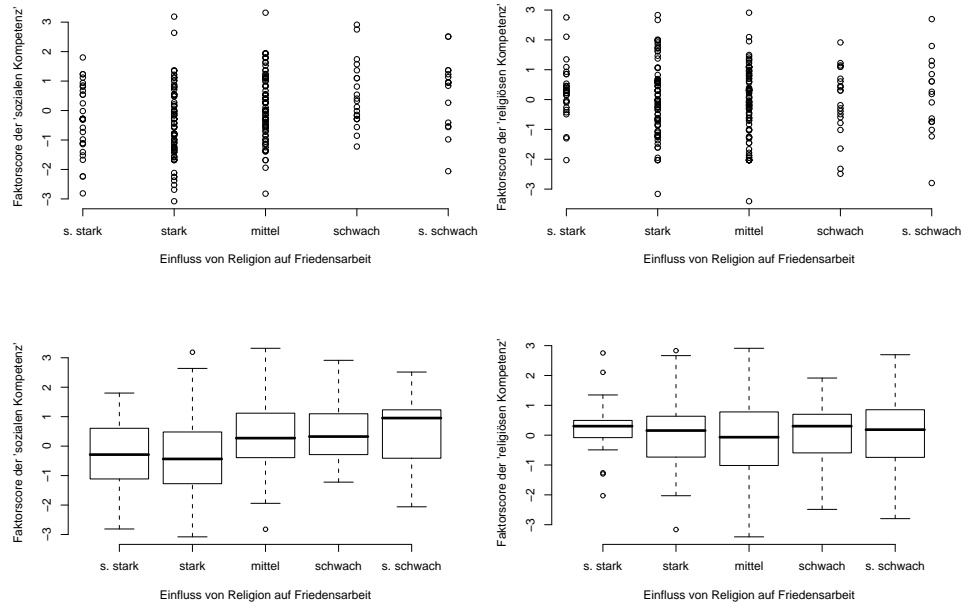 Faktorscore der 'sozialen Kompetenz'
3
2
1
0
−1
−2
−3
s. stark stark mittel schwach s. schwach
Einfluss von Religion auf Friedensarbeit
Faktorscore der 'religiösen Kompetenz'
3
2
1
0
−1
−2
−3
s. stark stark mittel schwach s. schwach
Einfluss von Religion auf Friedensarbeit
Faktorscore der 'sozialen Kompetenz'
3
2
1
0
−1
−2
−3
s. stark stark mittel schwach s. schwach
Einfluss von Religion auf Friedensarbeit
Faktorscore der 'religiösen Kompetenz'
3
2
1
0
−1
−2
−3
s. stark stark mittel schwach s. schwach
Einfluss von Religion auf Friedensarbeit